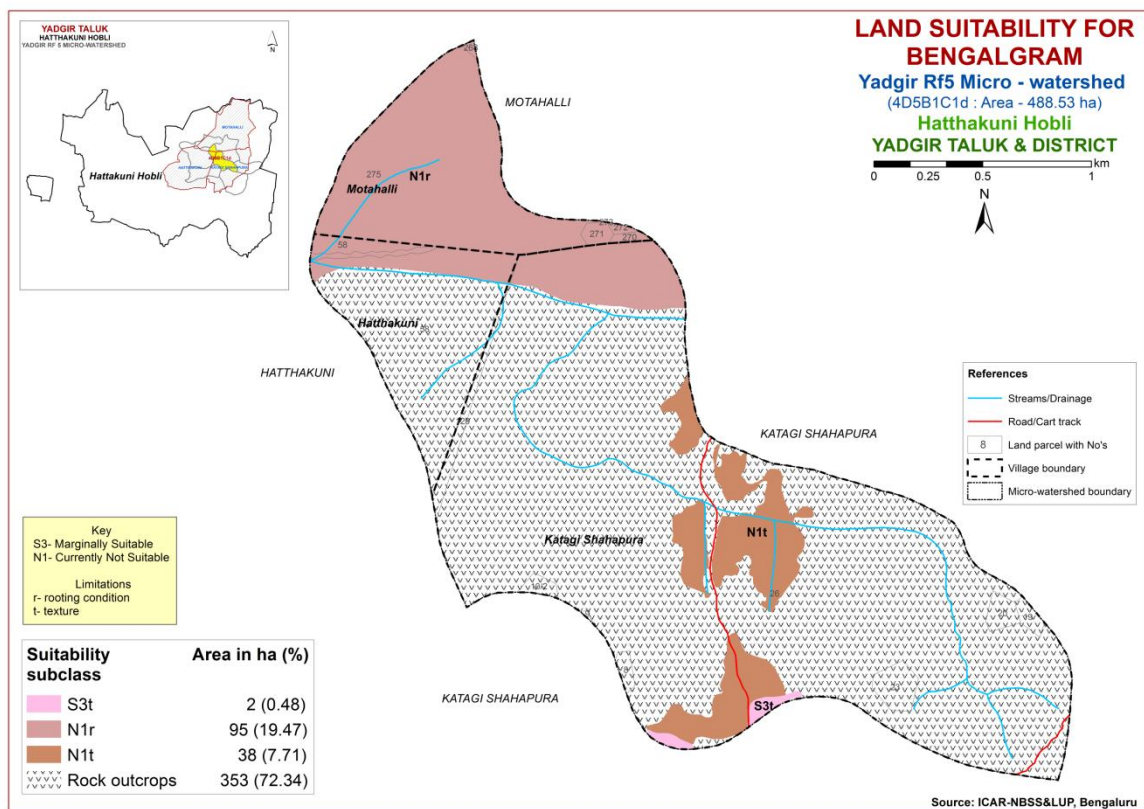 YADGIR TALUK
HATTHAKUNI HOBLI
YADGIR RF 5 MICRO-WATERSHED
N
MOTAHALLI
Hattakuni Hobli
LAND SUITABILITY FOR
BENGALGRAM
Yadgir Rf5 Micro - watershed
(4D5B1C1d : Area - 488.53 ha)
Hatthakuni Hobli
YADGIR TALUK & DISTRICT
km
0 0.25 0.5 1
N
MOTAHALLI
275
N1r
Motahalli
271
272
270
58
Hatthakuni
HATTHAKUNI
KATAGI SHAHAPURA
N1t
Katagi Shahapura
26
KATAGI SHAHAPURA
S3t
References
Streams/Drainage
Road/Cart track
8 Land parcel with No's
Village boundary
Micro-watershed boundary
Key
S3- Marginally Suitable
N1- Currently Not Suitable
Limitations
r- rooting condition
t- texture
Suitability
subclass
Area in ha (%)
S3t 2 (0.48)
N1r 95 (19.47)
N1t 38 (7.71)
Rock outcrops 353 (72.34)
Source: ICAR-NBSS&LUP, Bengaluru